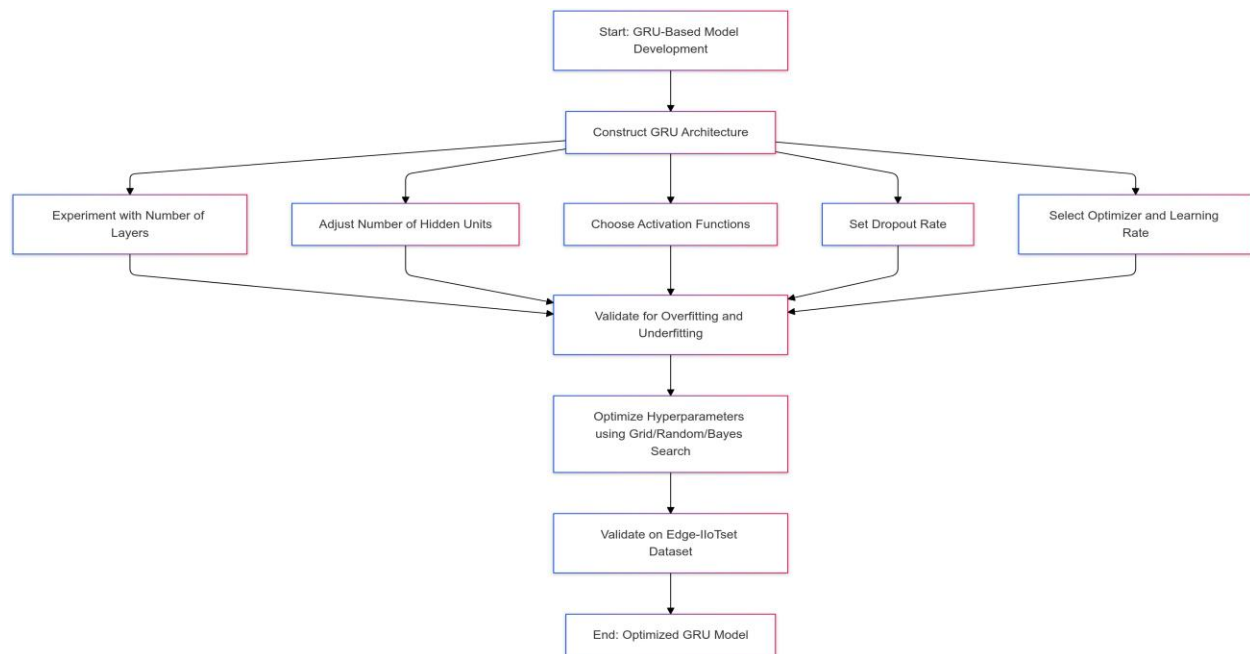 Start: GRU-Based Model
Development
Construct GRU Architecture
Experiment with Number of
Layers
Adjust Number of Hidden Units
Choose Activation Functions
Set Dropout Rate
Select Optimizer and Learning
Rate
Validate for Overfitting and
Underfitting
Optimize Hyperparameters
using Grid/Random/Bayes
Search
Validate on Edge-IIoTset
Dataset
End: Optimized GRU Model